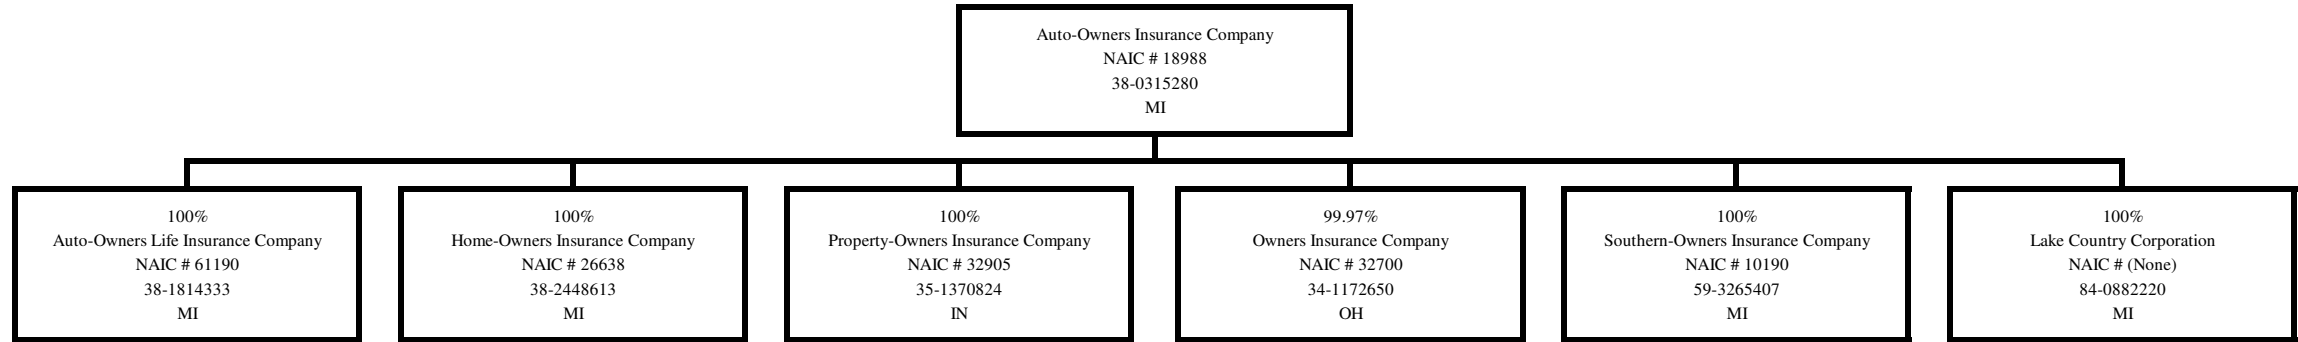 Auto-Owners Insurance Company
NAIC # 18988
38-0315280
MI
100%
Auto-Owners Life Insurance Company
NAIC # 61190
38-1814333
MI
100%
Home-Owners Insurance Company
NAIC # 26638
38-2448613
MI
100%
Property-Owners Insurance Company
NAIC # 32905
35-1370824
IN
99.97%
Owners Insurance Company
NAIC # 32700
34-1172650
OH
100%
Southern-Owners Insurance Company
NAIC # 10190
59-3265407
MI
100%
Lake Country Corporation
NAIC # (None)
84-0882220
MI